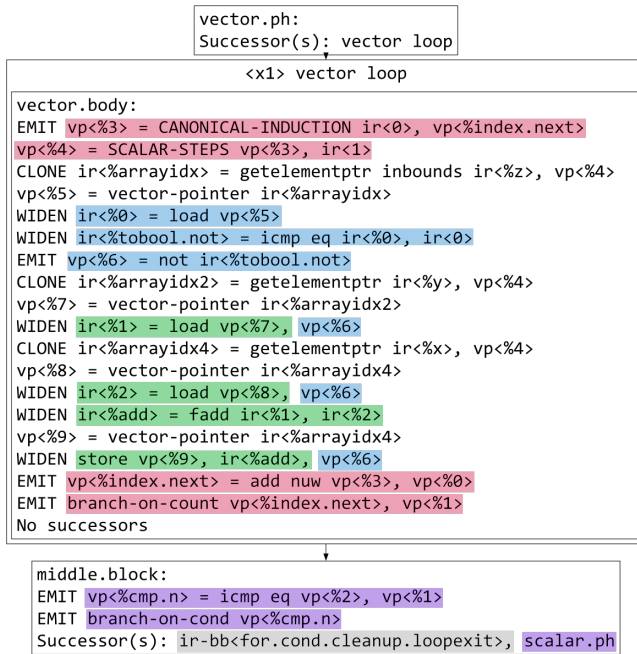 vector.ph:
Successor(s): vector loop
<x1> vector loop
vector.body:
EMIT vp<%3> = CANONICAL-INDUCTION ir<0>, vp<%index.next>
vp<%4> = SCALAR-STEPS vp<%3>, ir<1>
CLONE ir<%arrayidx> = getelementptr inbounds ir<%z>, vp<%4>
vp<%5> = vector-pointer ir<%arrayidx>
WIDEN ir<%0> = load vp<%5>
WIDEN ir<%tobool.not> = icmp eq ir<%0>, ir<0>
EMIT vp<%6> = not ir<%tobool.not>
CLONE ir<%arrayidx2> = getelementptr ir<%y>, vp<%4>
vp<%7> = vector-pointer ir<%arrayidx2>
WIDEN ir<%1> = load vp<%7>, vp<%6>
CLONE ir<%arrayidx4> = getelementptr ir<%x>, vp<%4>
vp<%8> = vector-pointer ir<%arrayidx4>
WIDEN ir<%2> = load vp<%8>, vp<%6>
WIDEN ir<%add> = fadd ir<%1>, ir<%2>
vp<%9> = vector-pointer ir<%arrayidx4>
WIDEN store vp<%9>, ir<%add>, vp<%6>
EMIT vp<%index.next> = add nuw vp<%3>, vp<%0>
EMIT branch-on-count vp<%index.next>, vp<%1>
No successors
middle.block:
EMIT vp<%cmp.n> = icmp eq vp<%2>, vp<%1>
EMIT branch-on-cond vp<%cmp.n>
Successor(s): ir-bb<for.cond.cleanup.loopexit>, scalar.ph